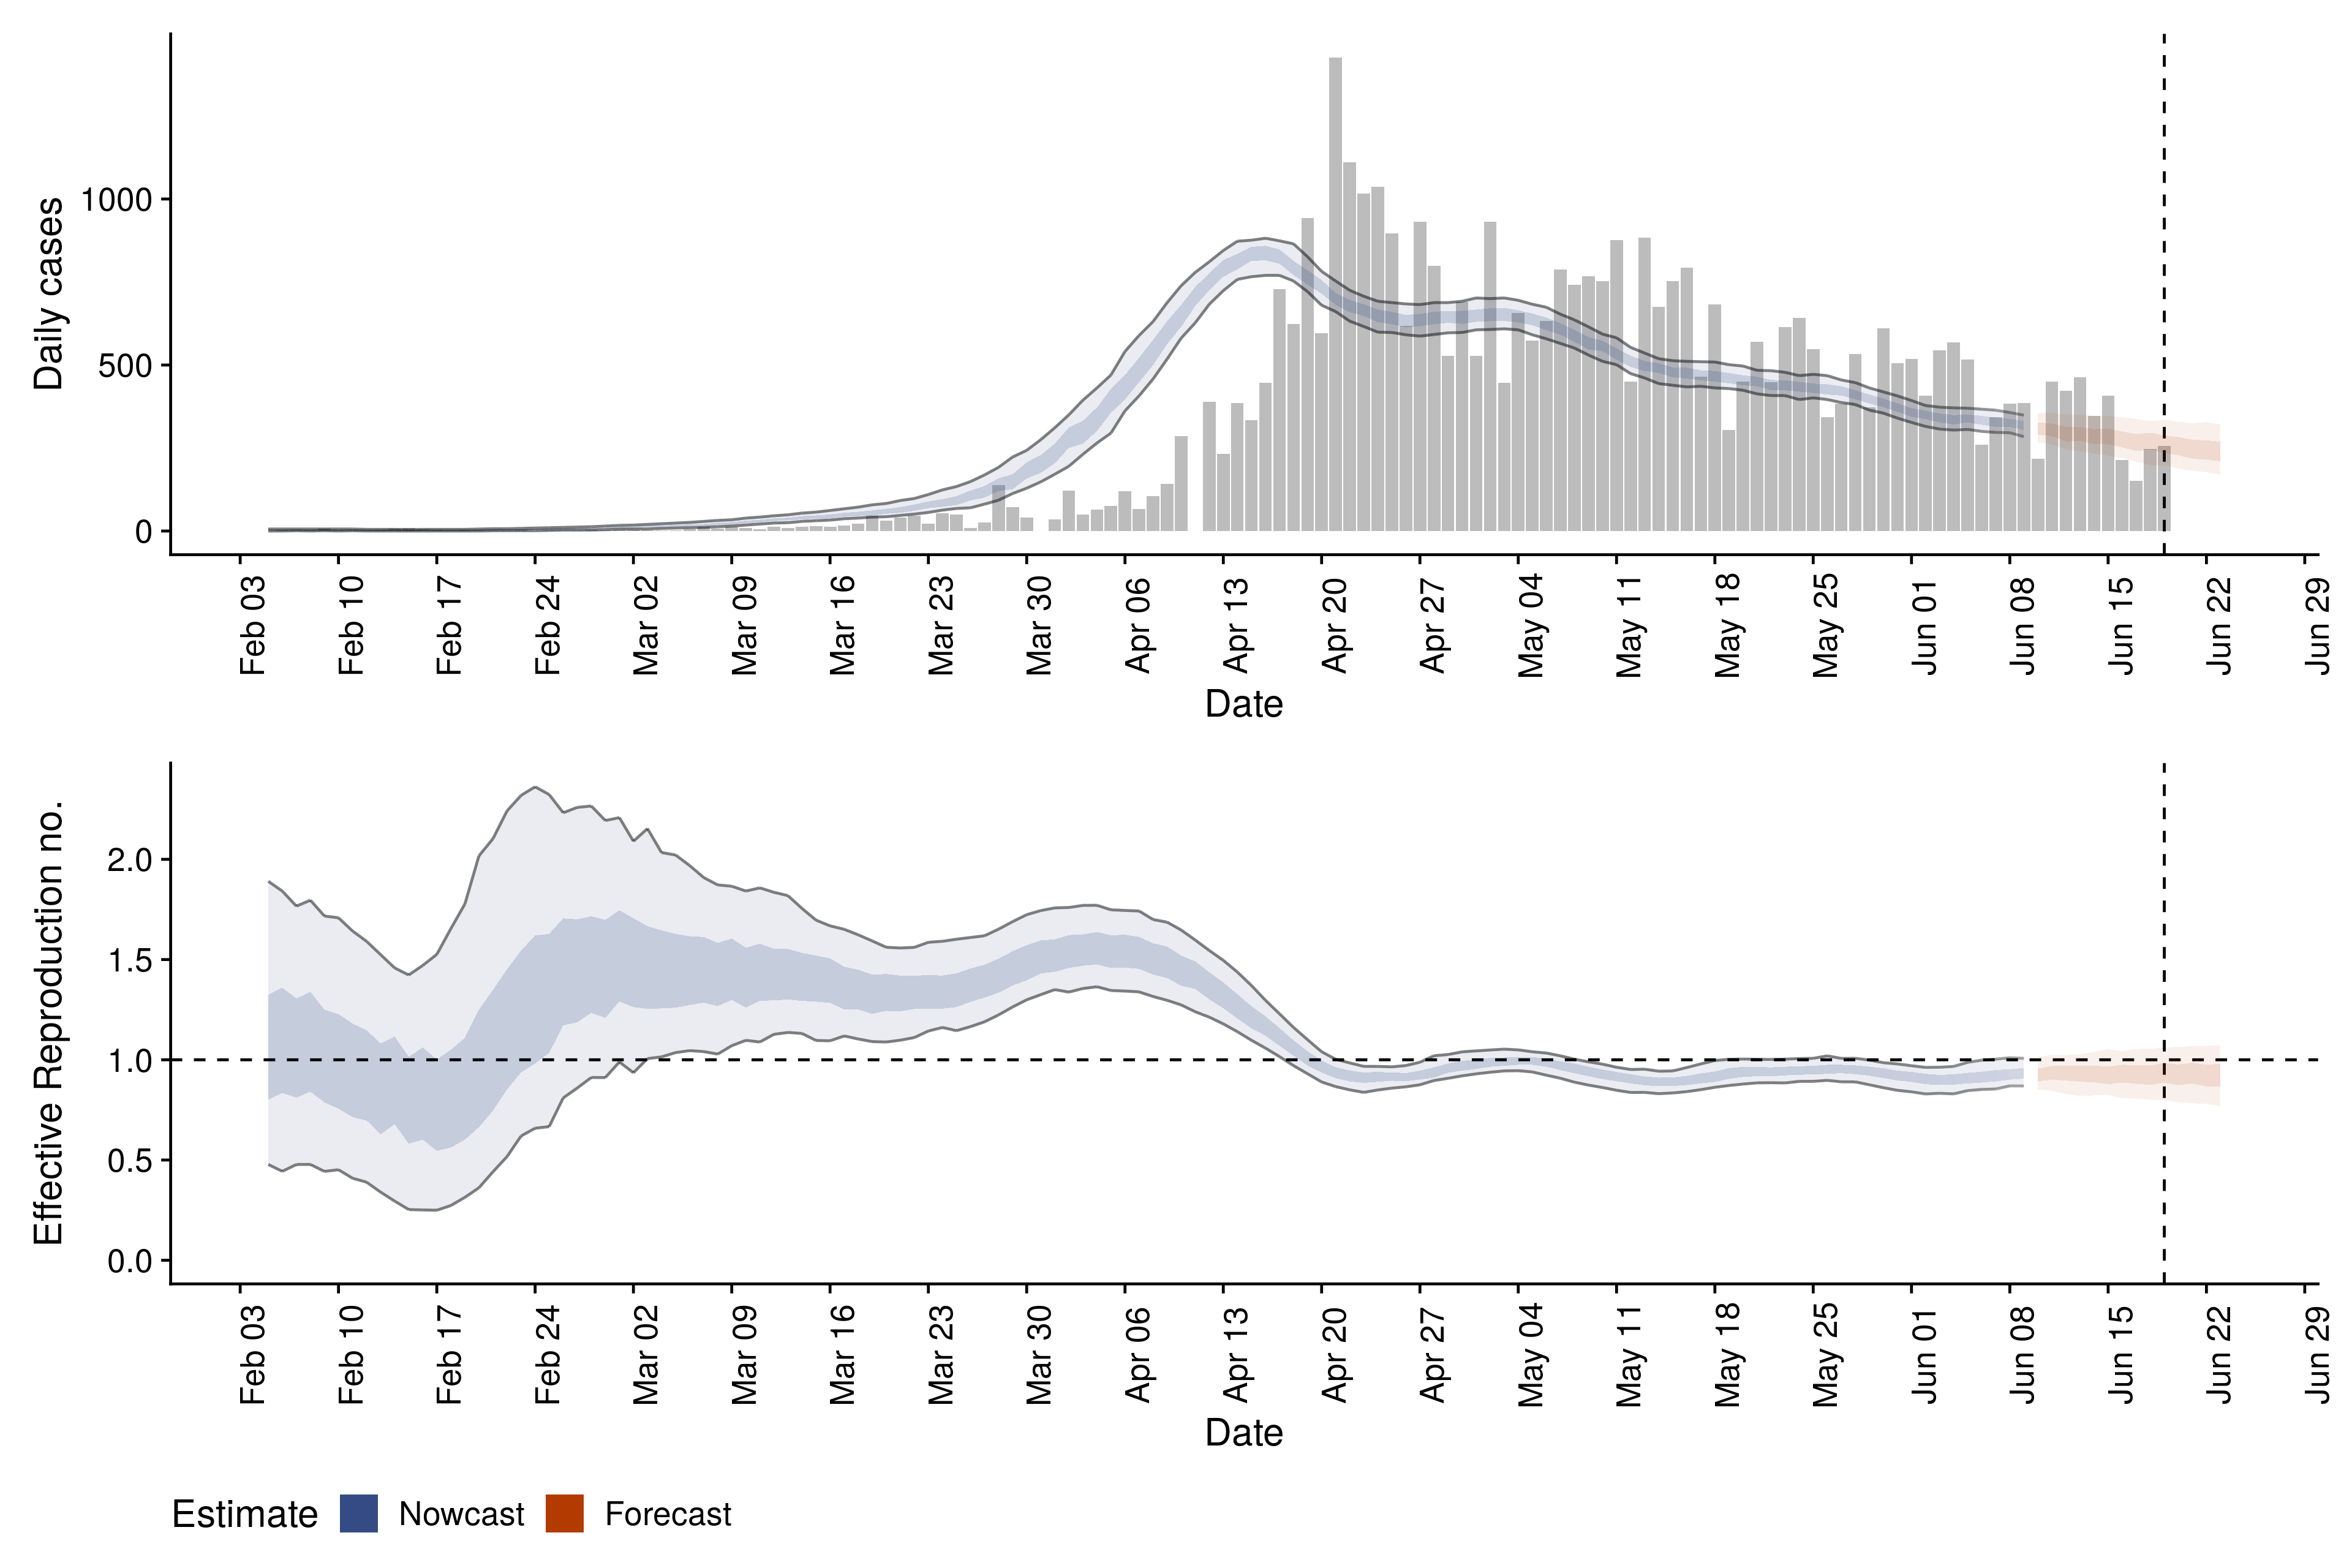 Daily cases
1000
500
0
Feb 03
Feb 10
Feb 17
Feb 24
Mar 02
Mar 09
Mar 16
Mar 23
Mar 30
Apr 06
Apr 13
Apr 20
Apr 27
May 04
May 11
May 18
May 25
Jun 01
Jun 08
Jun 15
Jun 22
Jun 29
Date
Effective Reproduction no.
2.0
1.5
1.0
0.5
0.0
Feb 03
Feb 10
Feb 17
Feb 24
Mar 02
Mar 09
Mar 16
Mar 23
Mar 30
Apr 06
Apr 13
Apr 20
Apr 27
May 04
May 11
May 18
May 25
Jun 01
Jun 08
Jun 15
Jun 22
Jun 29
Date
Estimate Nowcast Forecast